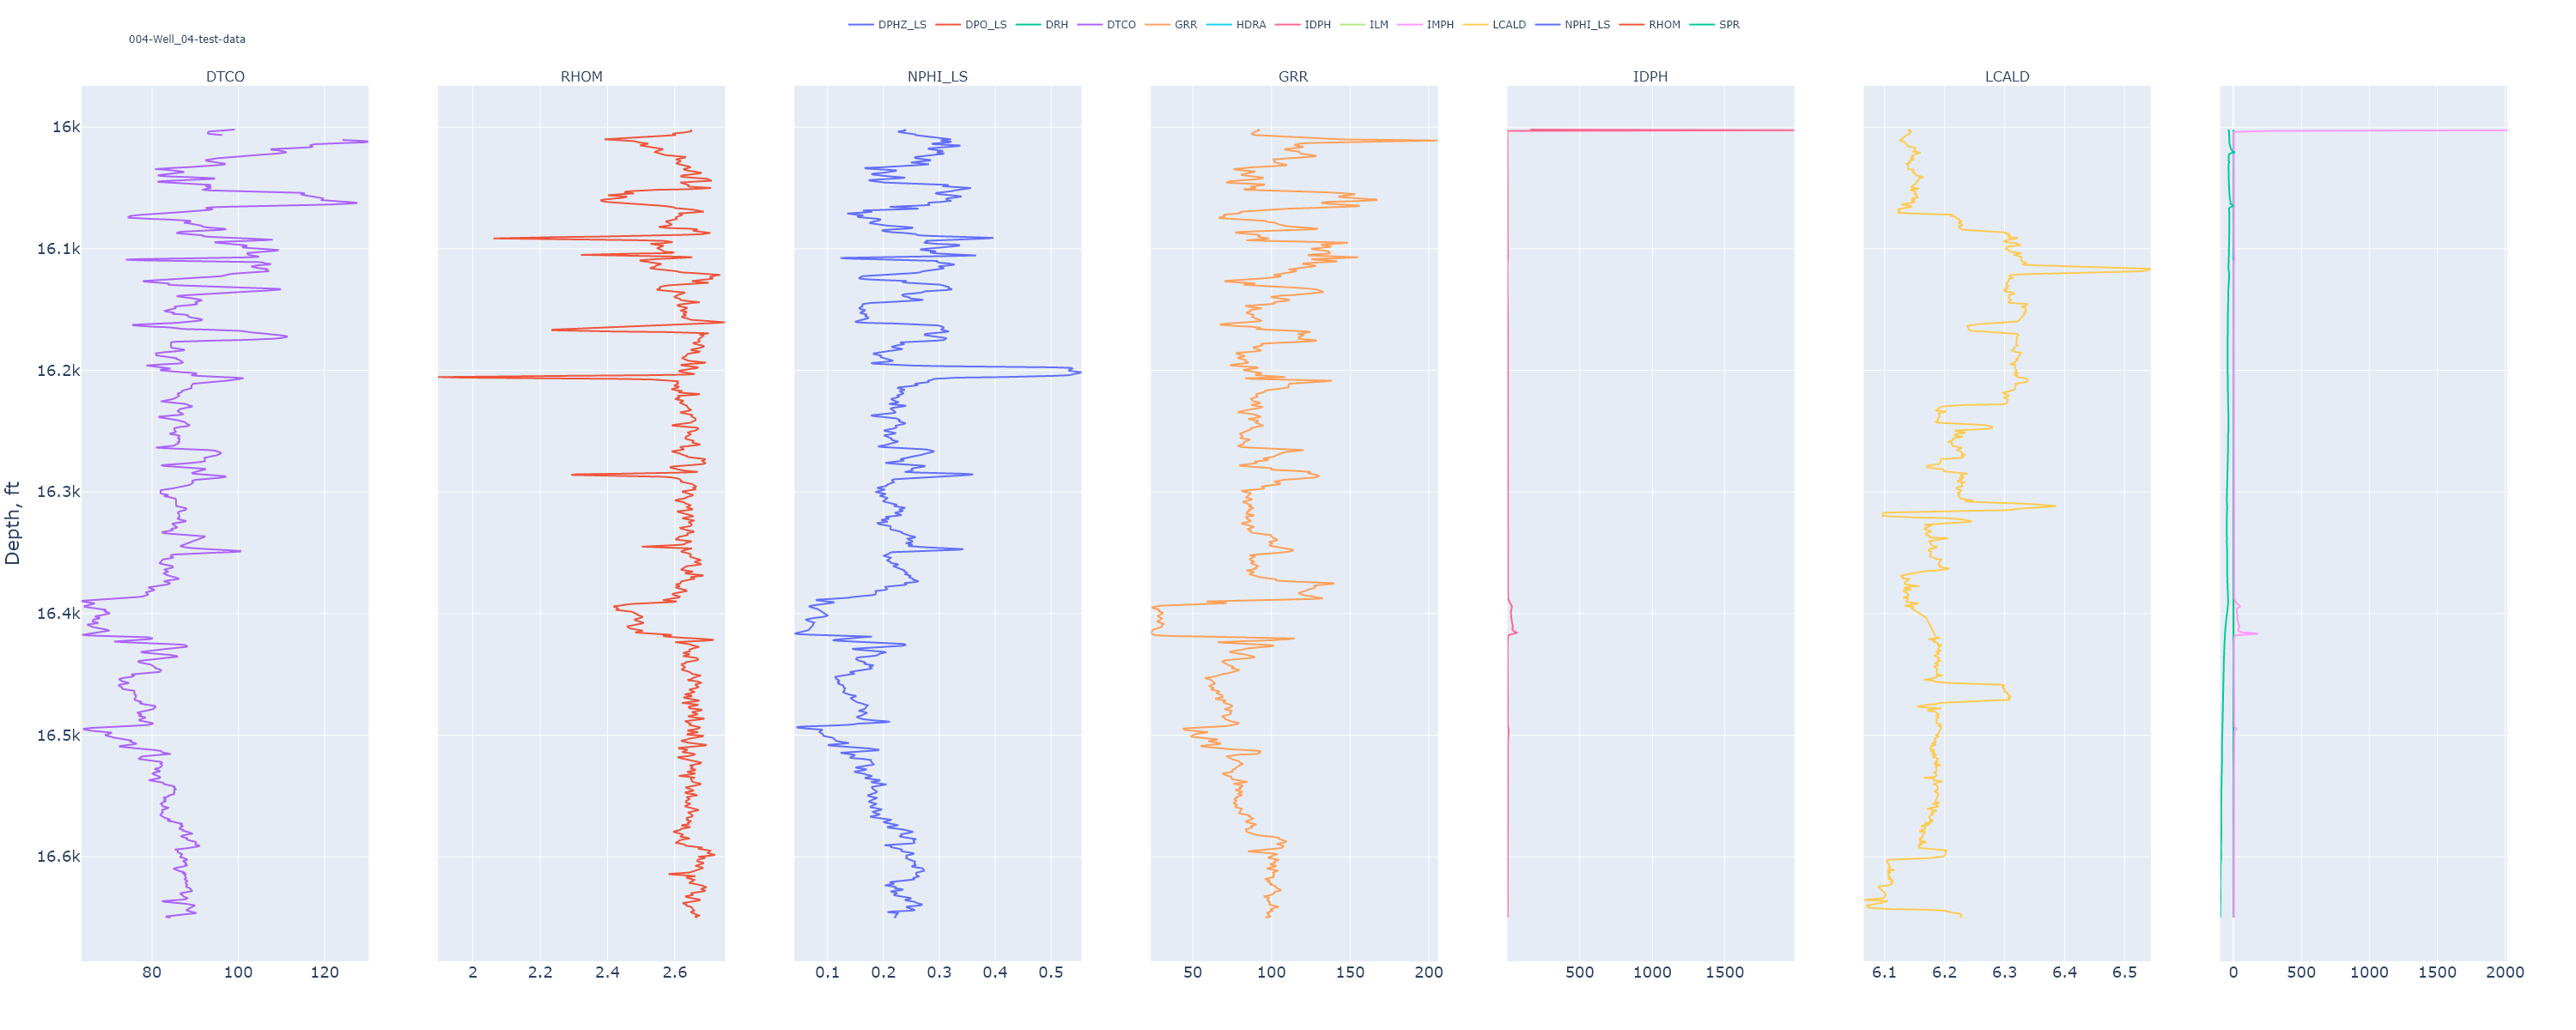 DPHZ_LS DPO_LS DRH DTCO GRR HDRA IDPH ILM IMPH LCALD NPHI_LS RHOM SPR
004-Well_04-test-data
DTCO RHOM NPHI_LS GRR IDPH LCALD
16k
16.1k
16.2k
16.3k
16.4k
16.5k
16.6k
Depth, ft
80 100 120 2 2.2 2.4 2.6 0.1 0.2 0.3 0.4 0.5 50 100 150 200 500 1000 1500 6.1 6.2 6.3 6.4 6.5 0 500 1000 1500 2000